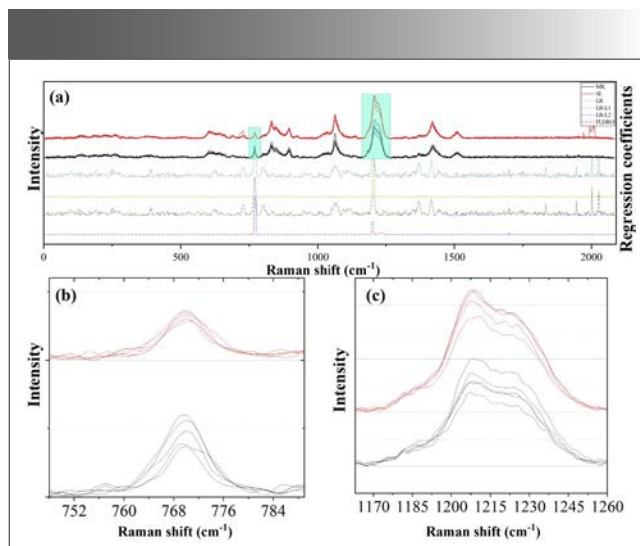 (a)
MK
SL
LR
LR-L1
LR-L2
Intensity
Regression coefficients
0 500 1000 1500 2000
Raman shift (cm⁻¹)
(b)
Intensity
752 760 768 776 784
Raman shift (cm⁻¹)
(c)
Intensity
1170 1185 1200 1215 1230 1245 1260
Raman shift (cm⁻¹)